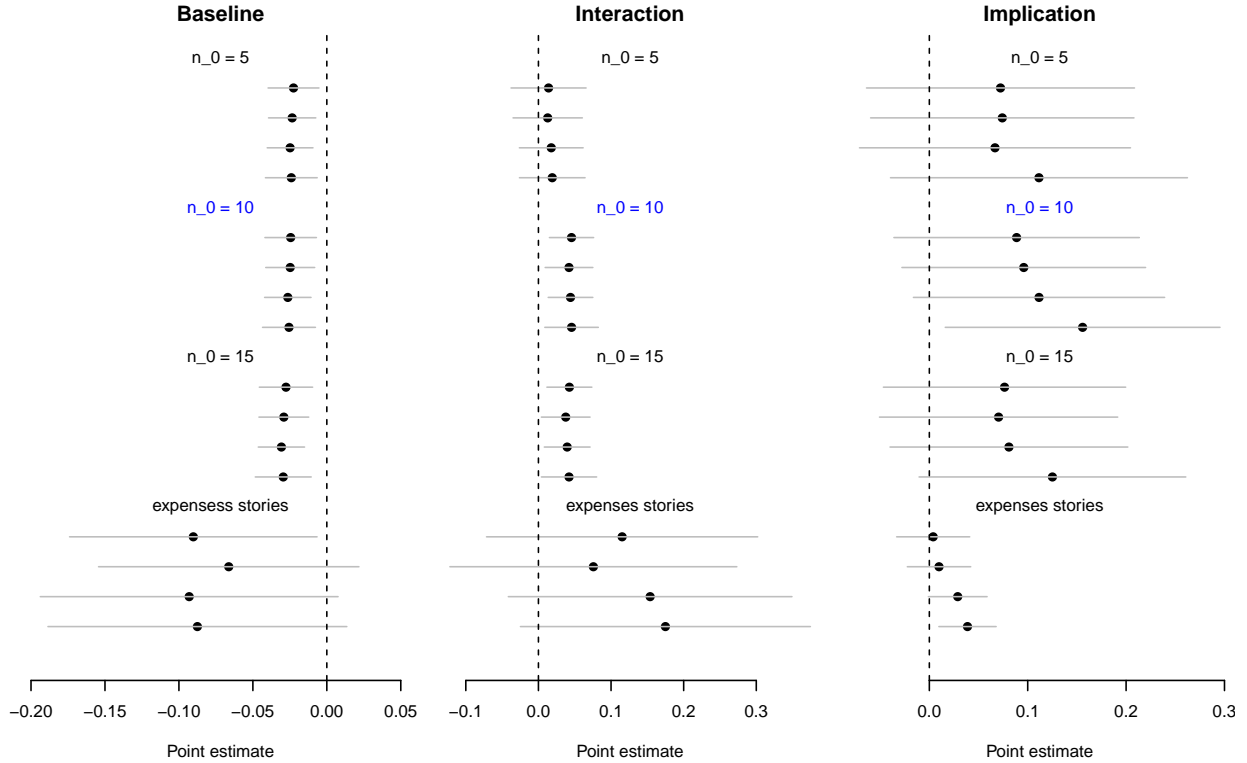 Baseline
n_0 = 5
n_0 = 10
n_0 = 15
expensess stories
−0.20 −0.15 −0.10 −0.05 0.00 0.05
Point estimate
Interaction
n_0 = 5
n_0 = 10
n_0 = 15
expenses stories
−0.1 0.0 0.1 0.2 0.3
Point estimate
Implication
n_0 = 5
n_0 = 10
n_0 = 15
expenses stories
0.0 0.1 0.2 0.3
Point estimate